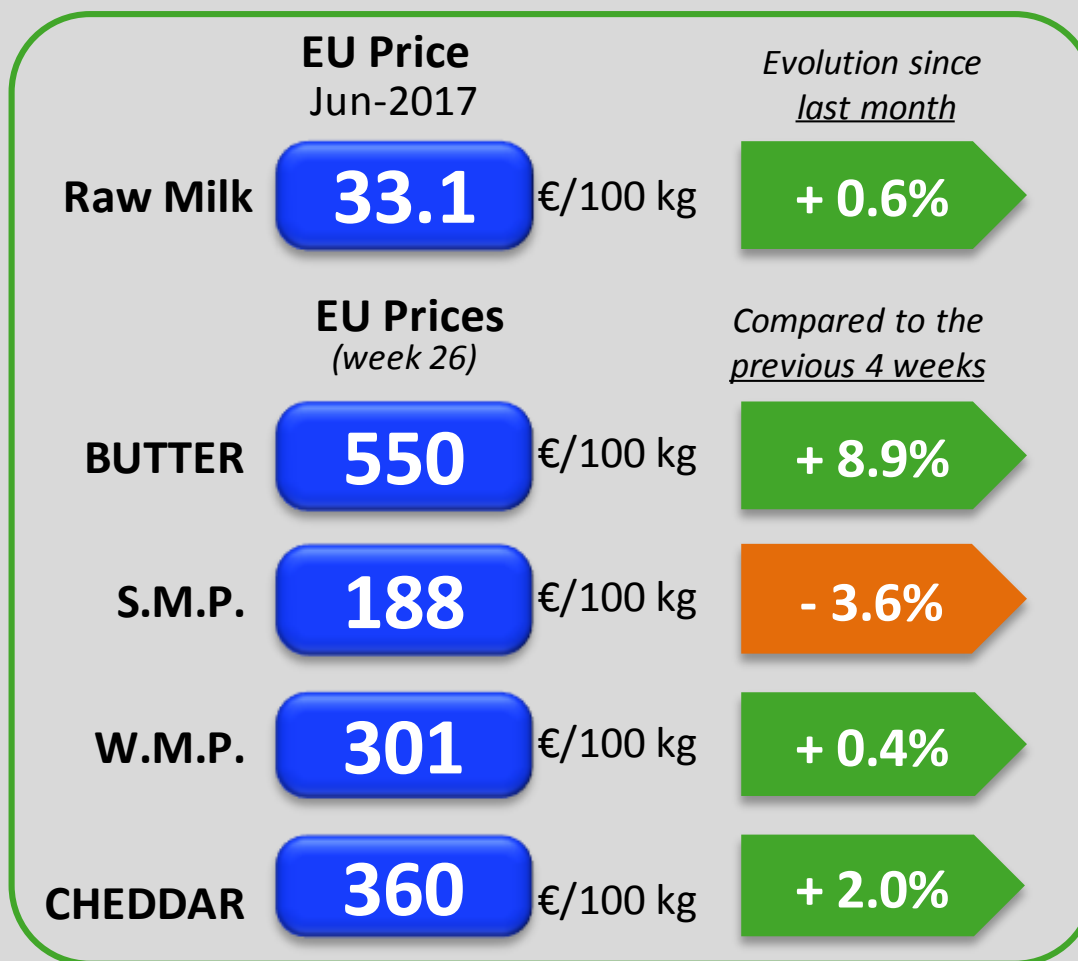 EU Price
Jun-2017
Evolution since
last month
Raw Milk 33.1 €/100 kg + 0.6%
EU Prices
(week 26)
Compared to the
previous 4 weeks
BUTTER 550 €/100 kg + 8.9%
S.M.P. 188 €/100 kg - 3.6%
W.M.P. 301 €/100 kg + 0.4%
CHEDDAR 360 €/100 kg + 2.0%